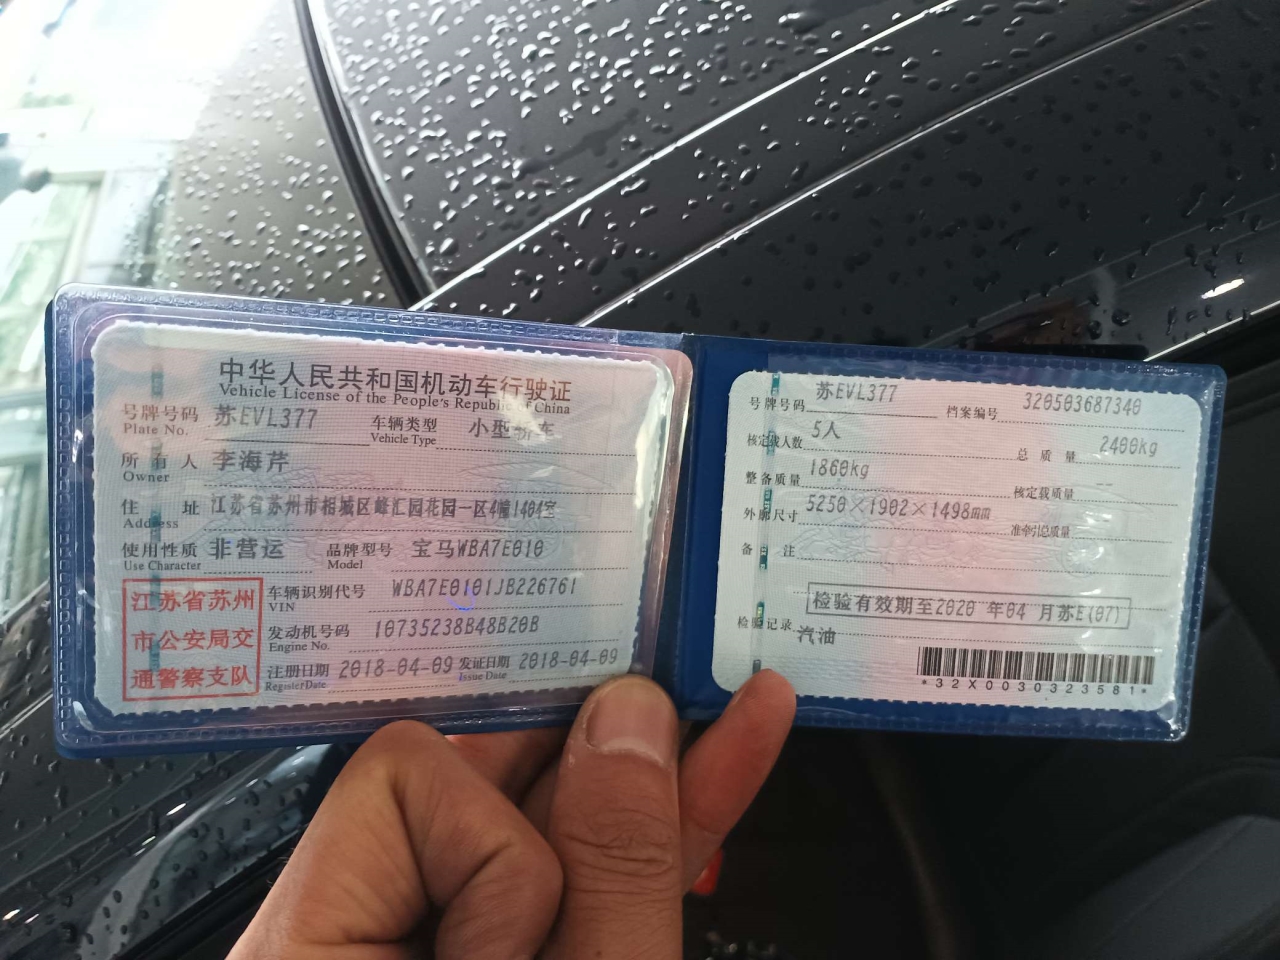 中华人民共和国机动车行驶证
Vehicle License of the People's Republic of China
号牌号码 苏EVL377 车辆类型 小型轿车
Plate No. Vehicle Type
所有人 李海芹
Owner
住址 江苏省苏州市相城区峰汇园花园一区4幢1404室
Address
使用性质 非营运 品牌型号 宝马WBA7E010
Use Character Model
江苏省苏州
市公安局交
通警察支队
车辆识别代号 WBA7E0101JB226761
VIN
发动机号码 10735238B48B20B
Engine No.
注册日期 2018-04-09 发证日期 2018-04-09
Register Date Issue Date
号牌号码 苏EVL377 档案编号 320503687340
核定载人数 5人 总质量 2400kg
整备质量 1860kg 核定载质量 --
外廓尺寸 5250×1902×1498mm 准牵引总质量
备注
检验有效期至2020年04月苏E(07)
检验记录
汽油
*32X0030323581*